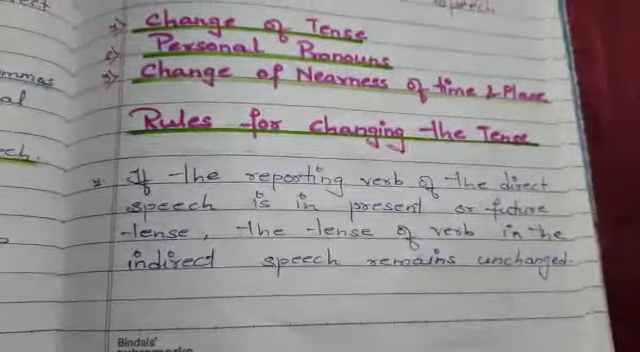 speech.
⇒ Change of Tense
⇒ Personal Pronouns
⇒ Change of Nearness of time & Place
Rules for changing the Tense
If the reporting verb of the direct
speech is in present or future
tense, the tense of verb in the
indirect speech remains unchanged.
Bindals'